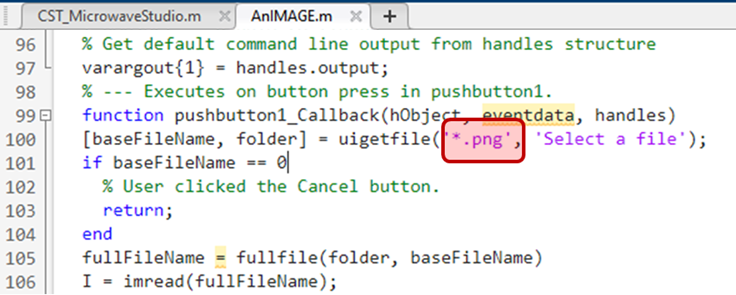 CST_MicrowaveStudio.m × AnIMAGE.m × +
96 % Get default command line output from handles structure
97 varargout{1} = handles.output;
98 % --- Executes on button press in pushbutton1.
99 function pushbutton1_Callback(hObject, eventdata, handles)
100 [baseFileName, folder] = uigetfile('*.png', 'Select a file');
101 if baseFileName == 0
102 % User clicked the Cancel button.
103 return;
104 end
105 fullFileName = fullfile(folder, baseFileName)
106 I = imread(fullFileName);